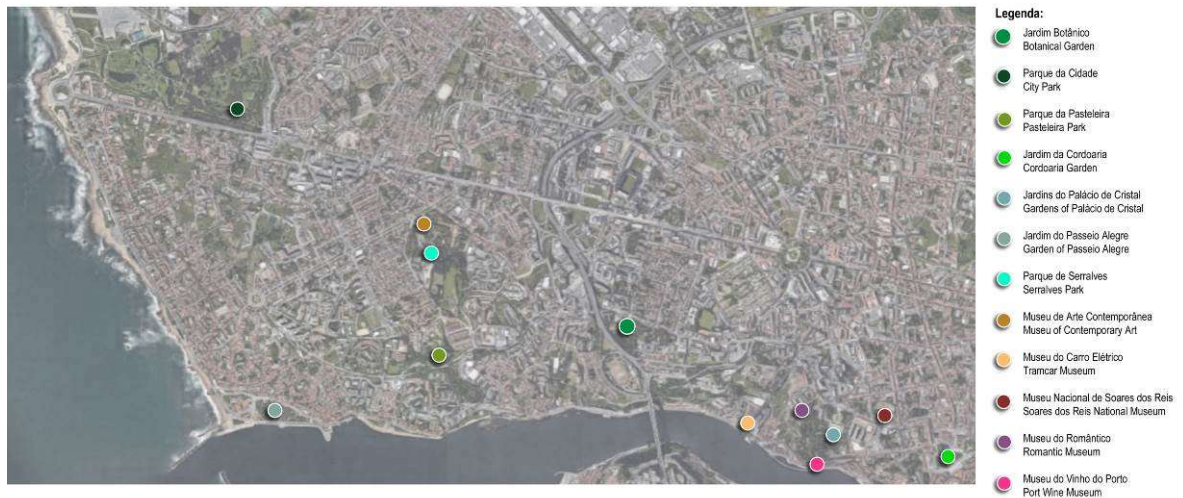 Legenda:
Jardim Botânico
Botanical Garden
Parque da Cidade
City Park
Parque da Pasteleira
Pasteleira Park
Jardim da Cordoaria
Cordoaria Garden
Jardins do Palácio de Cristal
Gardens of Palácio de Cristal
Jardim do Passeio Alegre
Garden of Passeio Alegre
Parque de Serralves
Serralves Park
Museu de Arte Contemporânea
Museu of Contemporary Art
Museu do Carro Elétrico
Tramcar Museum
Museu Nacional de Soares dos Reis
Soares dos Reis National Museum
Museu do Romântico
Romantic Museum
Museu do Vinho do Porto
Port Wine Museum